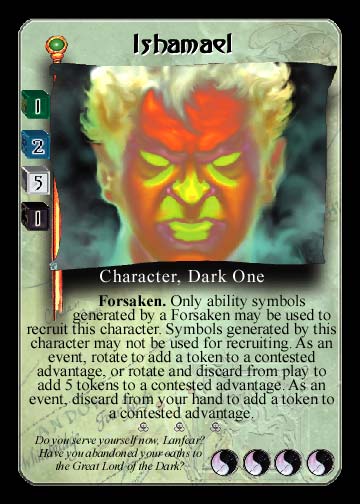 Ishamael
1
2
5
1
Character, Dark One
Forsaken. Only ability symbols
generated by a Forsaken may be used to
recruit this character. Symbols generated by this
character may not be used for recruiting. As an
event, rotate to add a token to a contested
advantage, or rotate and discard from play to
add 5 tokens to a contested advantage. As an
event, discard from your hand to add a token to
a contested advantage.
Do you serve yourself now, Lanfear?
Have you abandoned your oaths to
the Great Lord of the Dark?